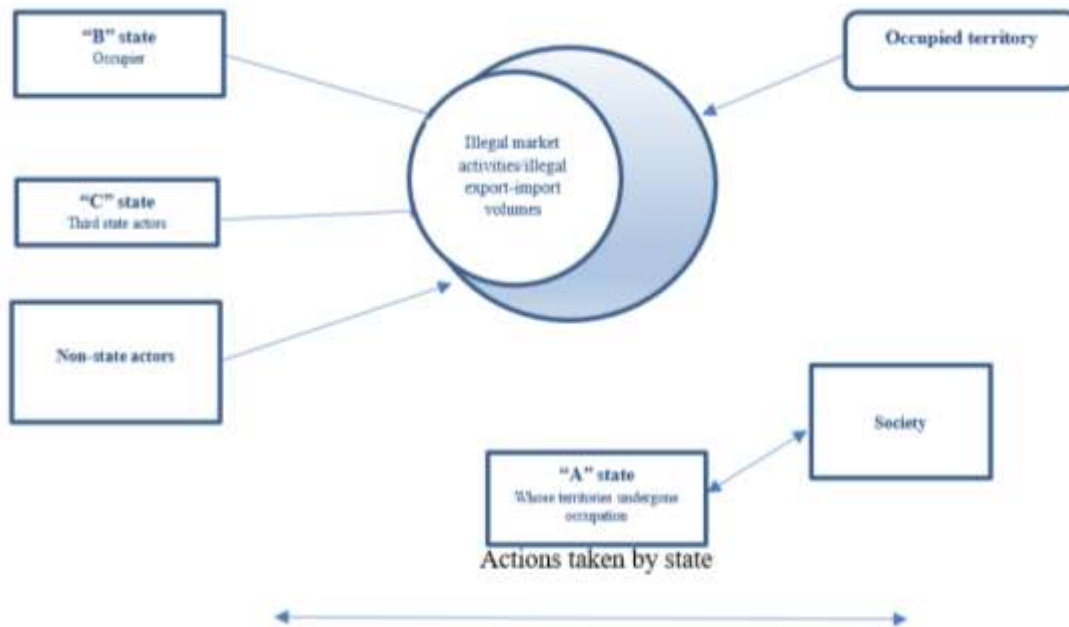 “B” state
Occupier
Occupied territory
Illegal market
activities/illegal
export-import
volumes
“C” state
Third state actors
Non-state actors
Society
“A” state
Whose territories undergone
occupation
Actions taken by state